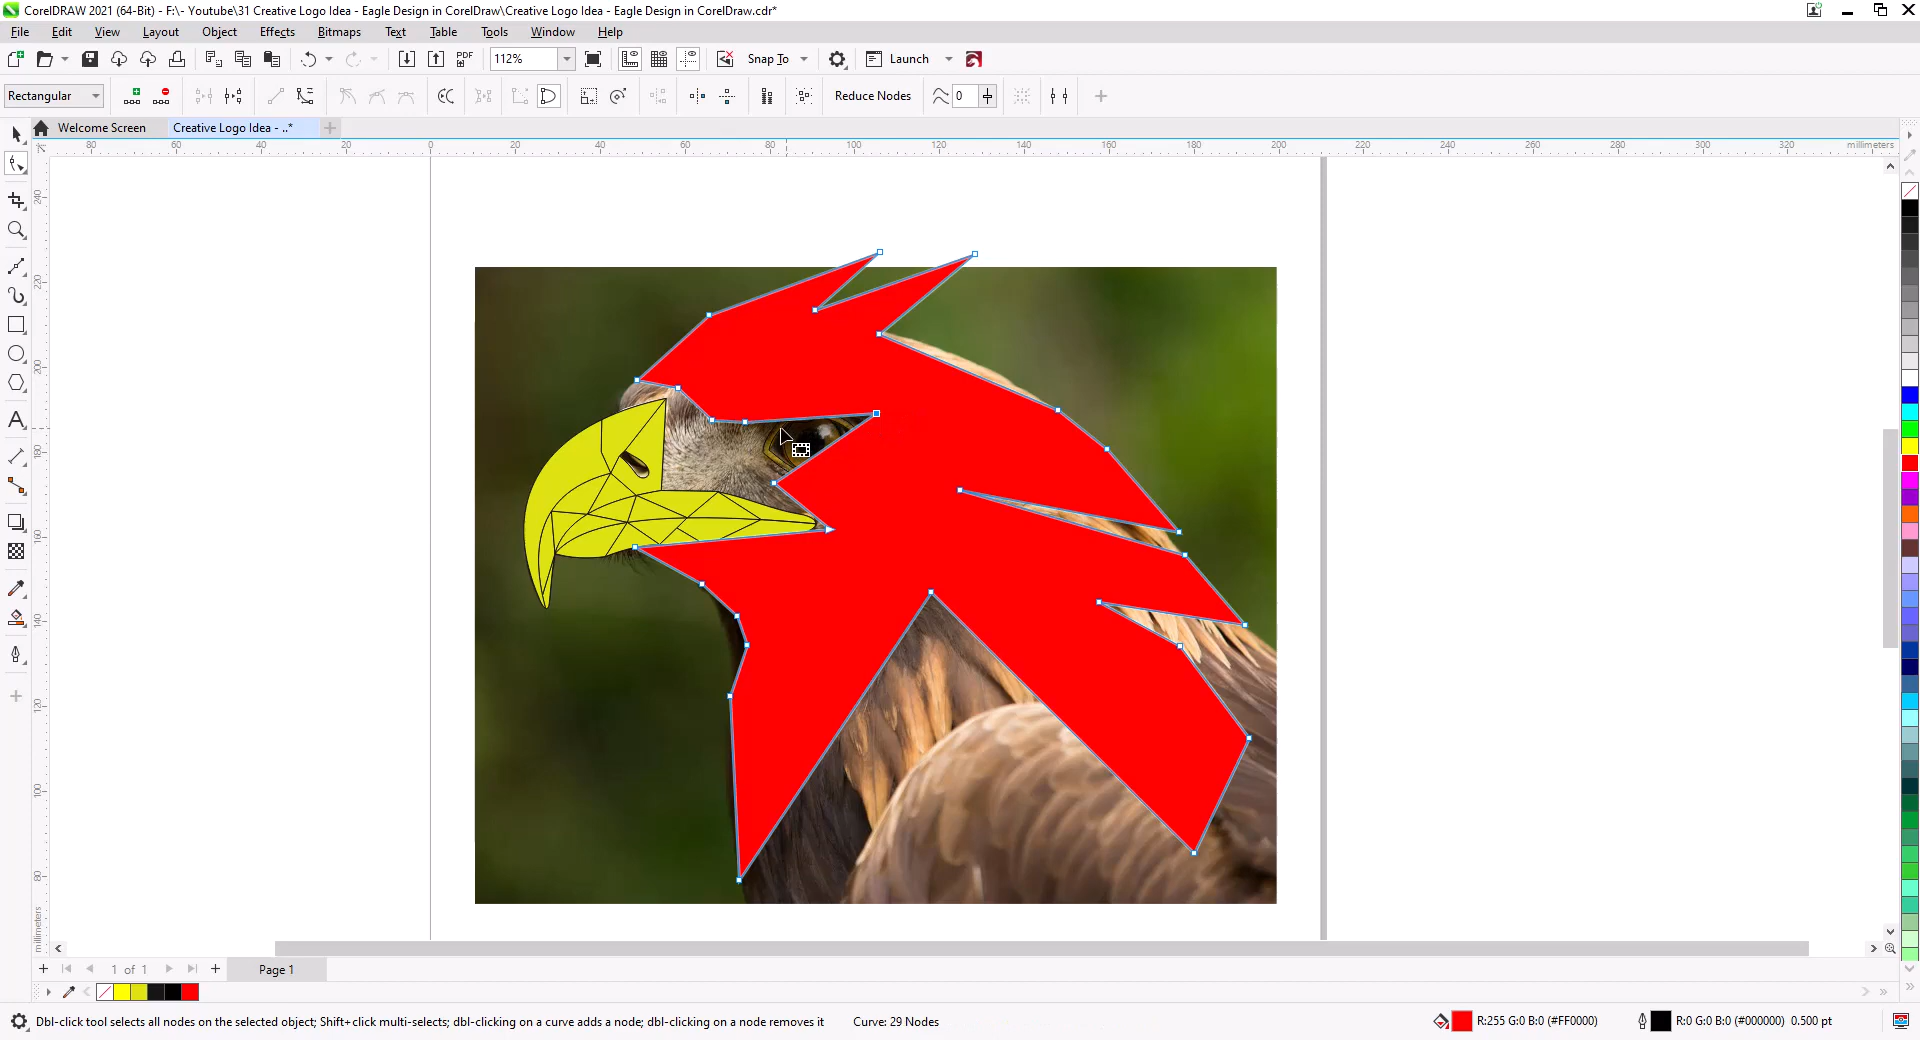 CorelDRAW 2021 (64-Bit) - F:\- Youtube\31 Creative Logo Idea - Eagle Design in CorelDraw\Creative Logo Idea - Eagle Design in CorelDraw.cdr*
File Edit View Layout Object Effects Bitmaps Text Table Tools Window Help
PDF 112% Snap To Launch
Rectangular Reduce Nodes 0
Welcome Screen Creative Logo Idea - ..*
80 60 40 20 0 20 40 60 80 100 120 140 160 180 200 220 240 260 280 300 320 millimeters
240
220
200
180
160
140
120
100
80
millimeters
1 of 1 Page 1
Dbl-click tool selects all nodes on the selected object; Shift+click multi-selects; dbl-clicking on a curve adds a node; dbl-clicking on a node removes it Curve: 29 Nodes R:255 G:0 B:0 (#FF0000) R:0 G:0 B:0 (#000000) 0.500 pt